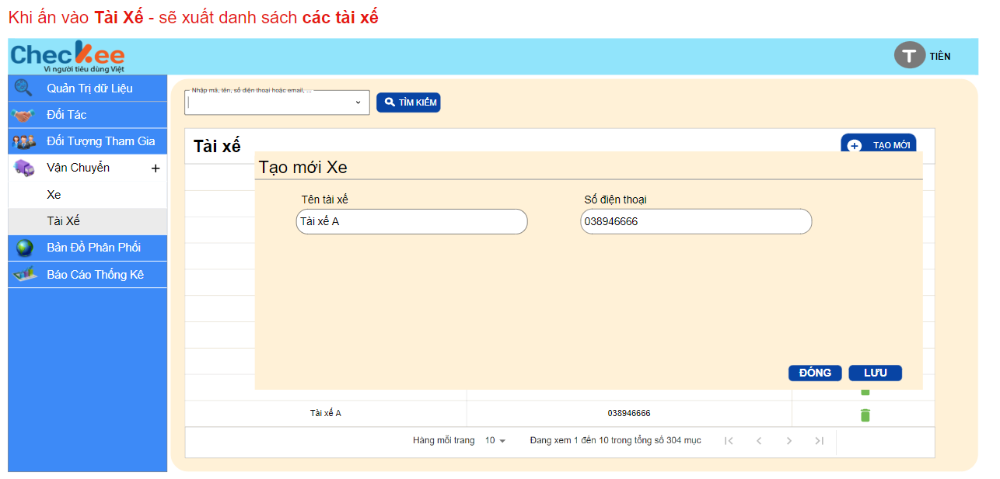 Khi ấn vào Tài Xế - sẽ xuất danh sách các tài xế
CHecKee
Vì người tiêu dùng Việt
T TIÊN
Quản Trị dữ Liệu
Đối Tác
Đối Tượng Tham Gia
Vận Chuyển +
Xe
Tài Xế
Bản Đồ Phân Phối
Báo Cáo Thống Kê
Nhập mã, tên, số điện thoại hoặc email, ...
TÌM KIẾM
Tài xế
TẠO MỚI
Tạo mới Xe
Tên tài xế Số điện thoại
Tài xế A 038946666
ĐÓNG LƯU
Tài xế A 038946666
Hàng mỗi trang 10 Đang xem 1 đến 10 trong tổng số 304 mục